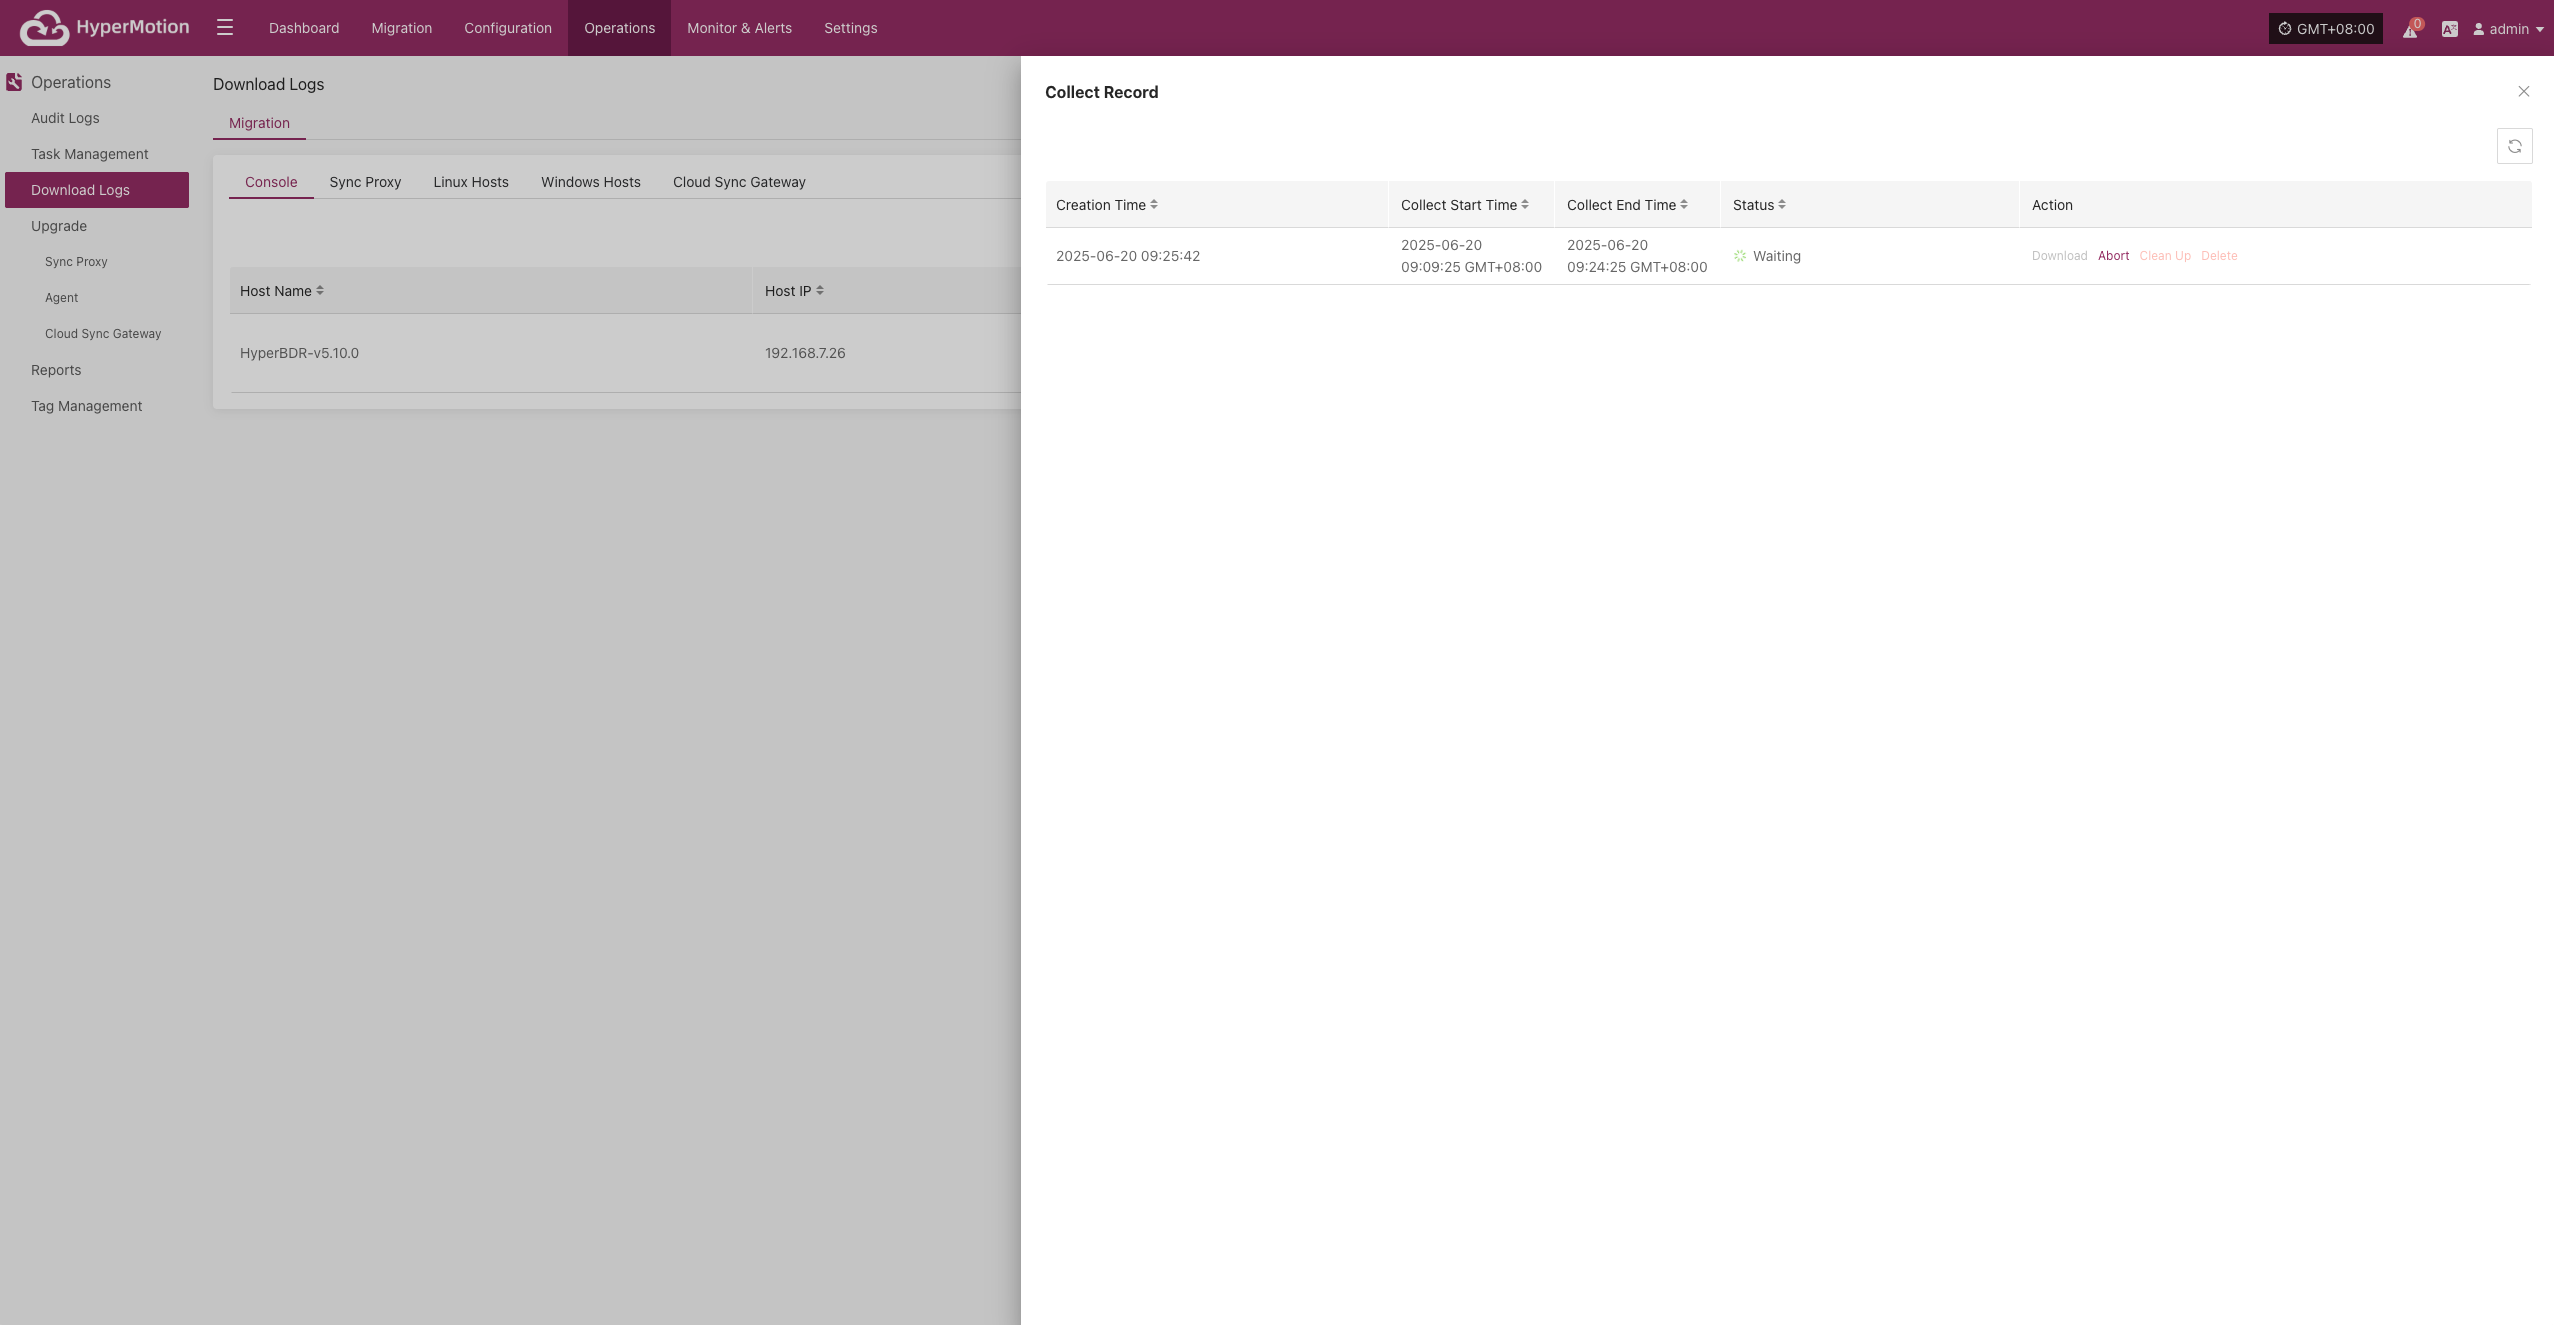 HyperMotion
Dashboard Migration Configuration Operations Monitor & Alerts Settings
GMT+08:00 0 admin
Operations
Audit Logs
Task Management
Download Logs
Upgrade
Sync Proxy
Agent
Cloud Sync Gateway
Reports
Tag Management
Download Logs
Migration
Console Sync Proxy Linux Hosts Windows Hosts Cloud Sync Gateway
Host Name Host IP
HyperBDR-v5.10.0 192.168.7.26
Collect Record
Creation Time Collect Start Time Collect End Time Status Action
2025-06-20 09:25:42 2025-06-20 09:09:25 GMT+08:00 2025-06-20 09:24:25 GMT+08:00 Waiting Download Abort Clean Up Delete